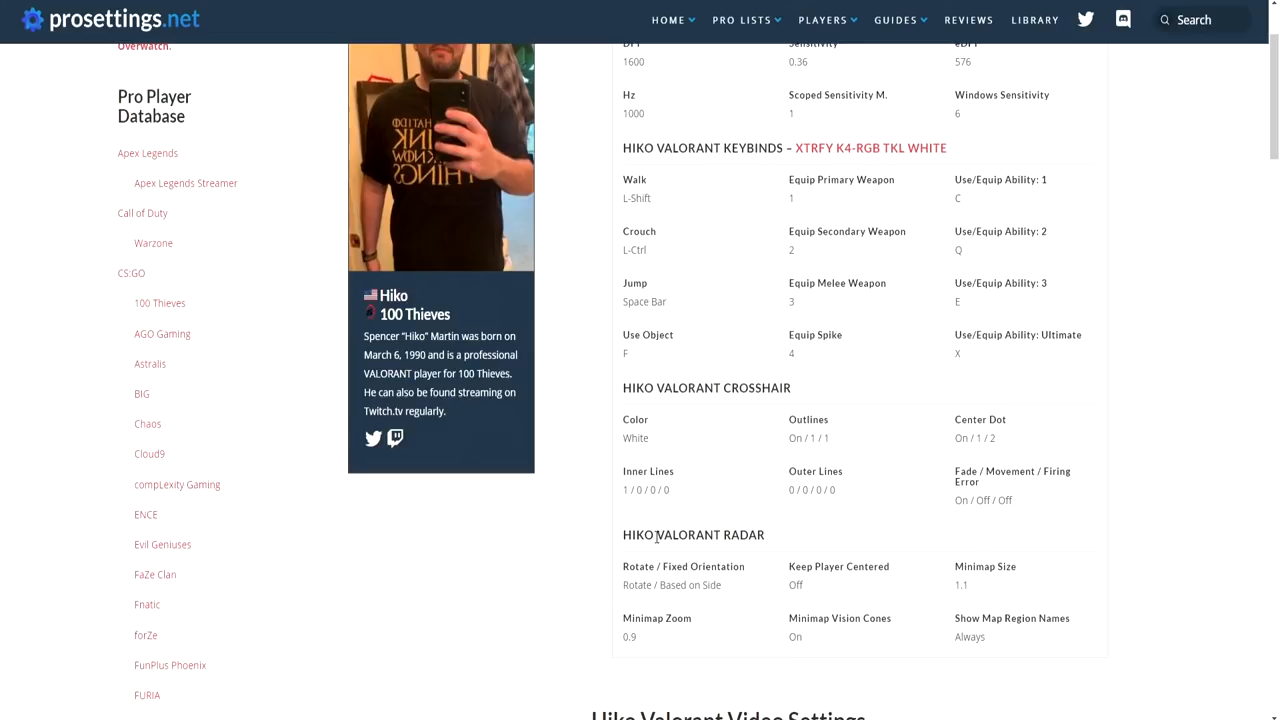 prosettings.net
HOME
PRO LISTS
PLAYERS
GUIDES
REVIEWS
LIBRARY
Search
Overwatch.
Pro Player
Database
Apex Legends
Apex Legends Streamer
Call of Duty
Warzone
CS:GO
100 Thieves
AGO Gaming
Astralis
BIG
Chaos
Cloud9
compLexity Gaming
ENCE
Evil Geniuses
FaZe Clan
Fnatic
forZe
FunPlus Phoenix
FURIA
Hiko
100 Thieves
Spencer “Hiko” Martin was born on
March 6, 1990 and is a professional
VALORANT player for 100 Thieves.
He can also be found streaming on
Twitch.tv regularly.
DPI
Sensitivity
eDPI
1600
0.36
576
Hz
Scoped Sensitivity M.
Windows Sensitivity
1000
1
6
HIKO VALORANT KEYBINDS – XTRFY K4-RGB TKL WHITE
Walk
Equip Primary Weapon
Use/Equip Ability: 1
L-Shift
1
C
Crouch
Equip Secondary Weapon
Use/Equip Ability: 2
L-Ctrl
2
Q
Jump
Equip Melee Weapon
Use/Equip Ability: 3
Space Bar
3
E
Use Object
Equip Spike
Use/Equip Ability: Ultimate
F
4
X
HIKO VALORANT CROSSHAIR
Color
Outlines
Center Dot
White
On / 1 / 1
On / 1 / 2
Inner Lines
Outer Lines
Fade / Movement / Firing
Error
1 / 0 / 0 / 0
0 / 0 / 0 / 0
On / Off / Off
HIKO VALORANT RADAR
Rotate / Fixed Orientation
Keep Player Centered
Minimap Size
Rotate / Based on Side
Off
1.1
Minimap Zoom
Minimap Vision Cones
Show Map Region Names
0.9
On
Always
Hiko Valorant Video Settings